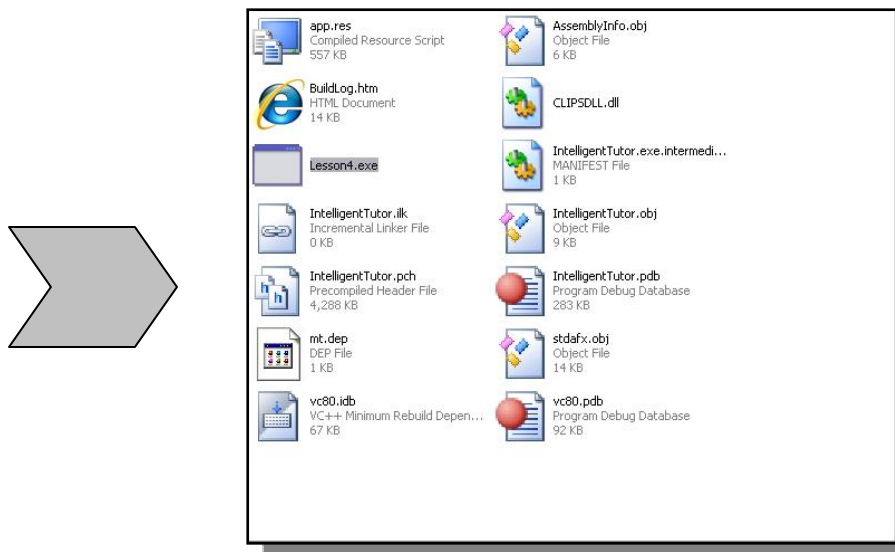 app.res
Compiled Resource Script
557 KB
AssemblyInfo.obj
Object File
6 KB
BuildLog.htm
HTML Document
14 KB
CLIPSDLL.dll
Lesson4.exe
IntelligentTutor.exe.intermedi...
MANIFEST File
1 KB
IntelligentTutor.ilk
Incremental Linker File
0 KB
IntelligentTutor.obj
Object File
9 KB
IntelligentTutor.pch
Precompiled Header File
4,288 KB
IntelligentTutor.pdb
Program Debug Database
283 KB
mt.dep
DEP File
1 KB
stdafx.obj
Object File
14 KB
vc80.idb
VC++ Minimum Rebuild Depen...
67 KB
vc80.pdb
Program Debug Database
92 KB